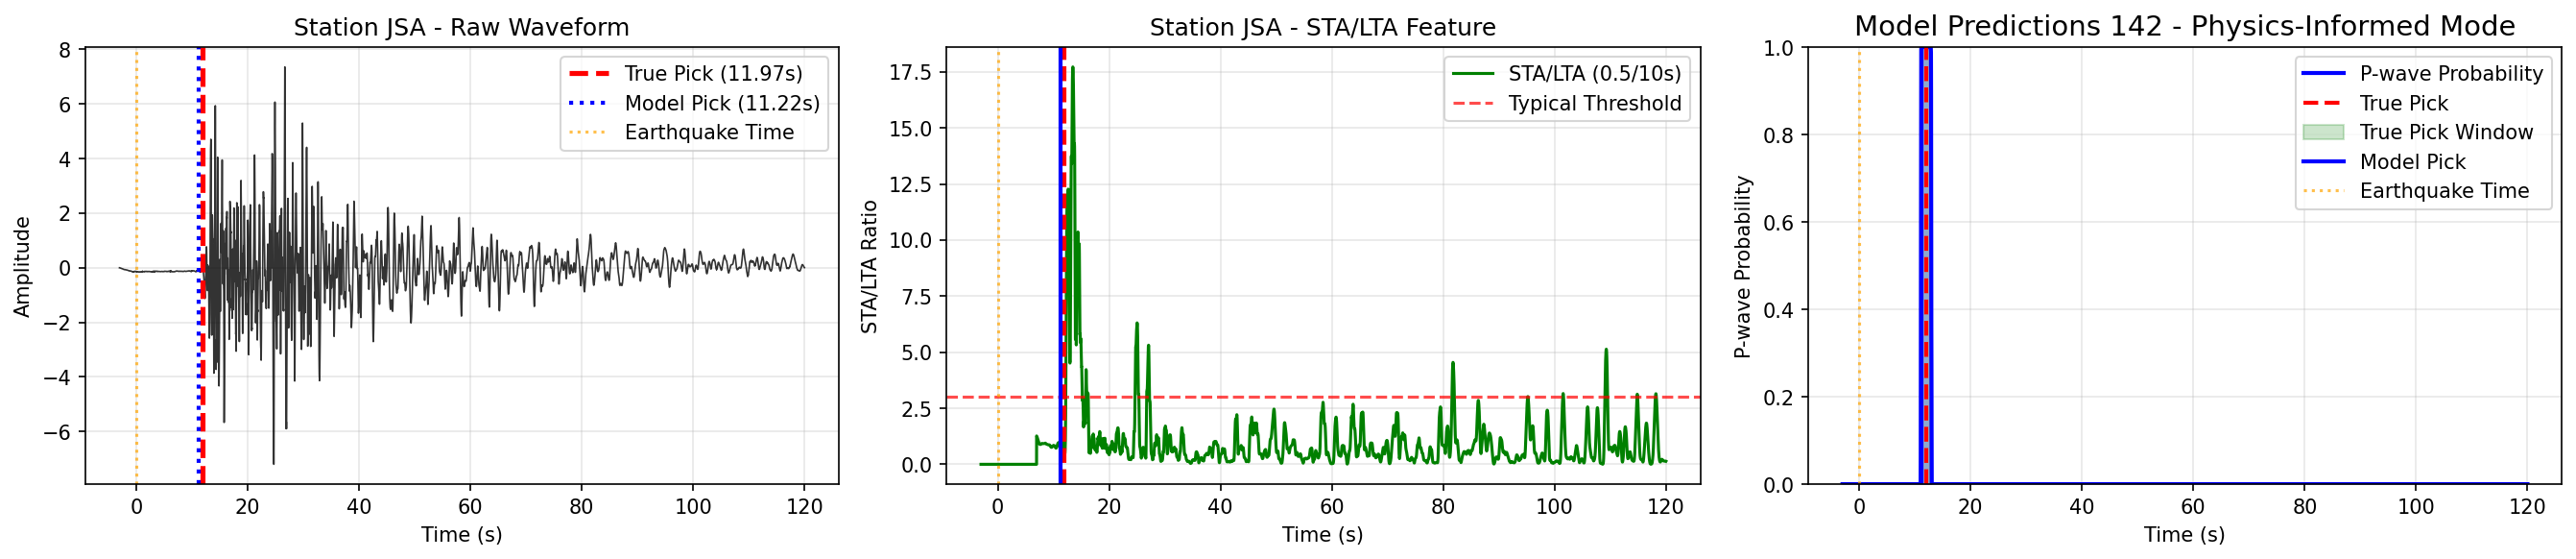 Station JSA - Raw Waveform
Amplitude
8
6
4
2
0
−2
−4
−6
True Pick (11.97s)
Model Pick (11.22s)
Earthquake Time
0 20 40 60 80 100 120
Time (s)
Station JSA - STA/LTA Feature
STA/LTA Ratio
17.5
15.0
12.5
10.0
7.5
5.0
2.5
0.0
STA/LTA (0.5/10s)
Typical Threshold
0 20 40 60 80 100 120
Time (s)
Model Predictions 142 - Physics-Informed Mode
P-wave Probability
1.0
0.8
0.6
0.4
0.2
0.0
P-wave Probability
True Pick
True Pick Window
Model Pick
Earthquake Time
0 20 40 60 80 100 120
Time (s)